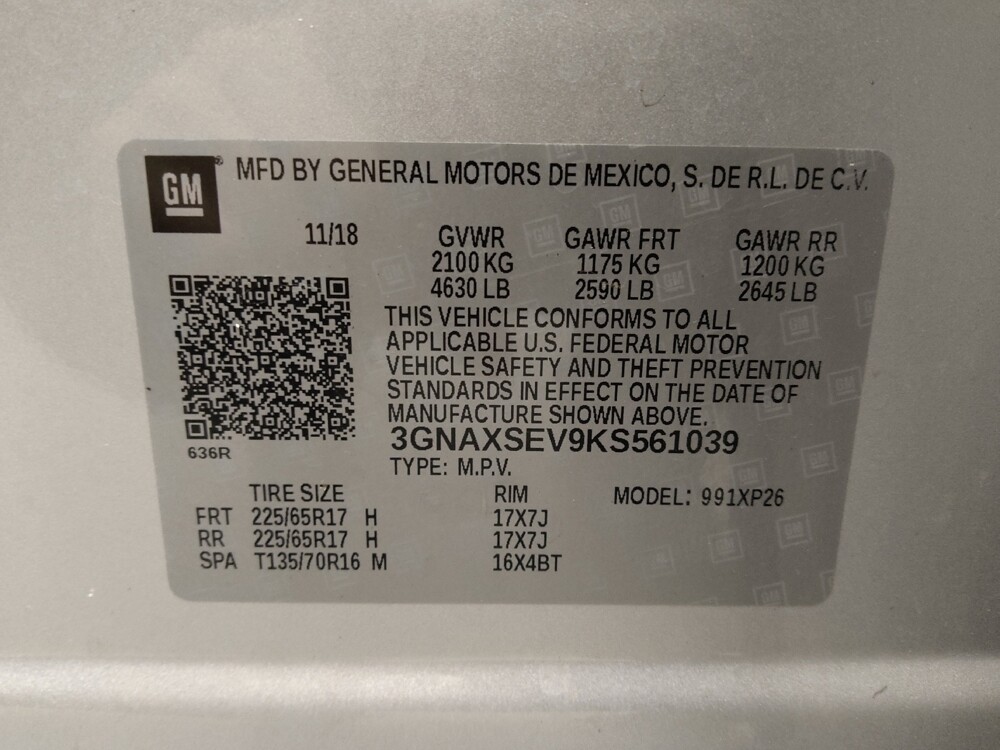 GM® MFD BY GENERAL MOTORS DE MEXICO, S. DE R.L. DE C.V.
11/18 GVWR GAWR FRT GAWR RR
2100 KG 1175 KG 1200 KG
4630 LB 2590 LB 2645 LB
THIS VEHICLE CONFORMS TO ALL
APPLICABLE U.S. FEDERAL MOTOR
VEHICLE SAFETY AND THEFT PREVENTION
STANDARDS IN EFFECT ON THE DATE OF
MANUFACTURE SHOWN ABOVE.
3GNAXSEV9KS561039
636R
TYPE: M.P.V.
TIRE SIZE RIM MODEL: 991XP26
FRT 225/65R17 H 17X7J
RR 225/65R17 H 17X7J
SPA T135/70R16 M 16X4BT